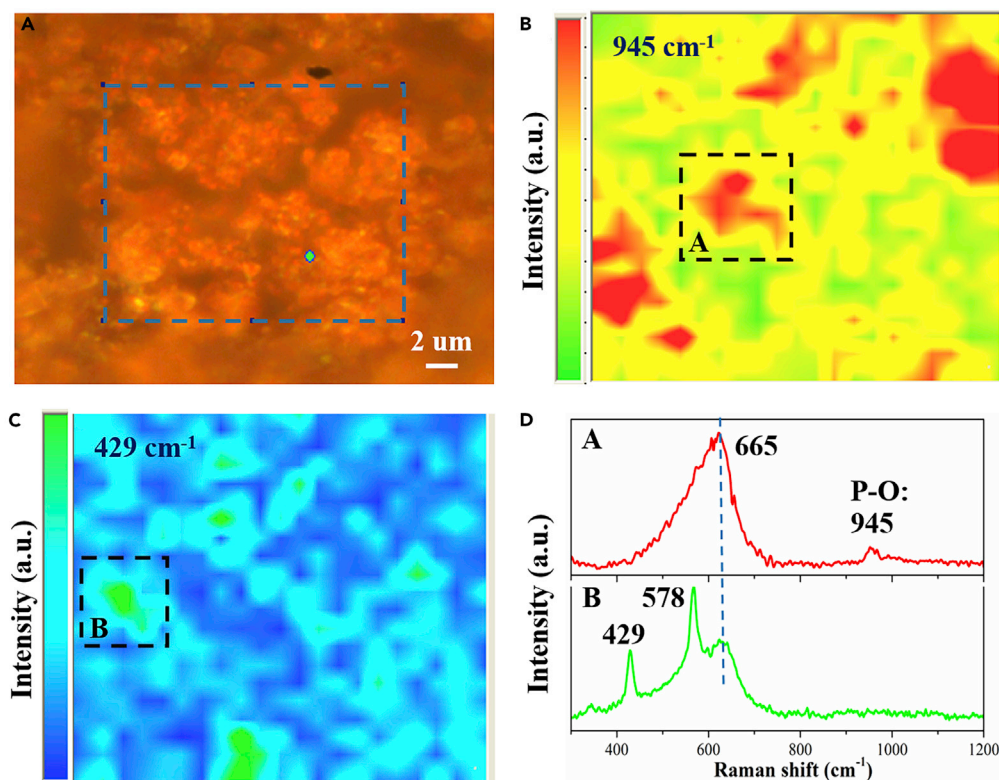 A
2 um
B
945 cm-1
Intensity (a.u.)
A
C
429 cm-1
Intensity (a.u.)
B
D
A
665
P-O:
945
B
578
429
Intensity (a.u.)
400 600 800 1000 1200
Raman shift (cm-1)